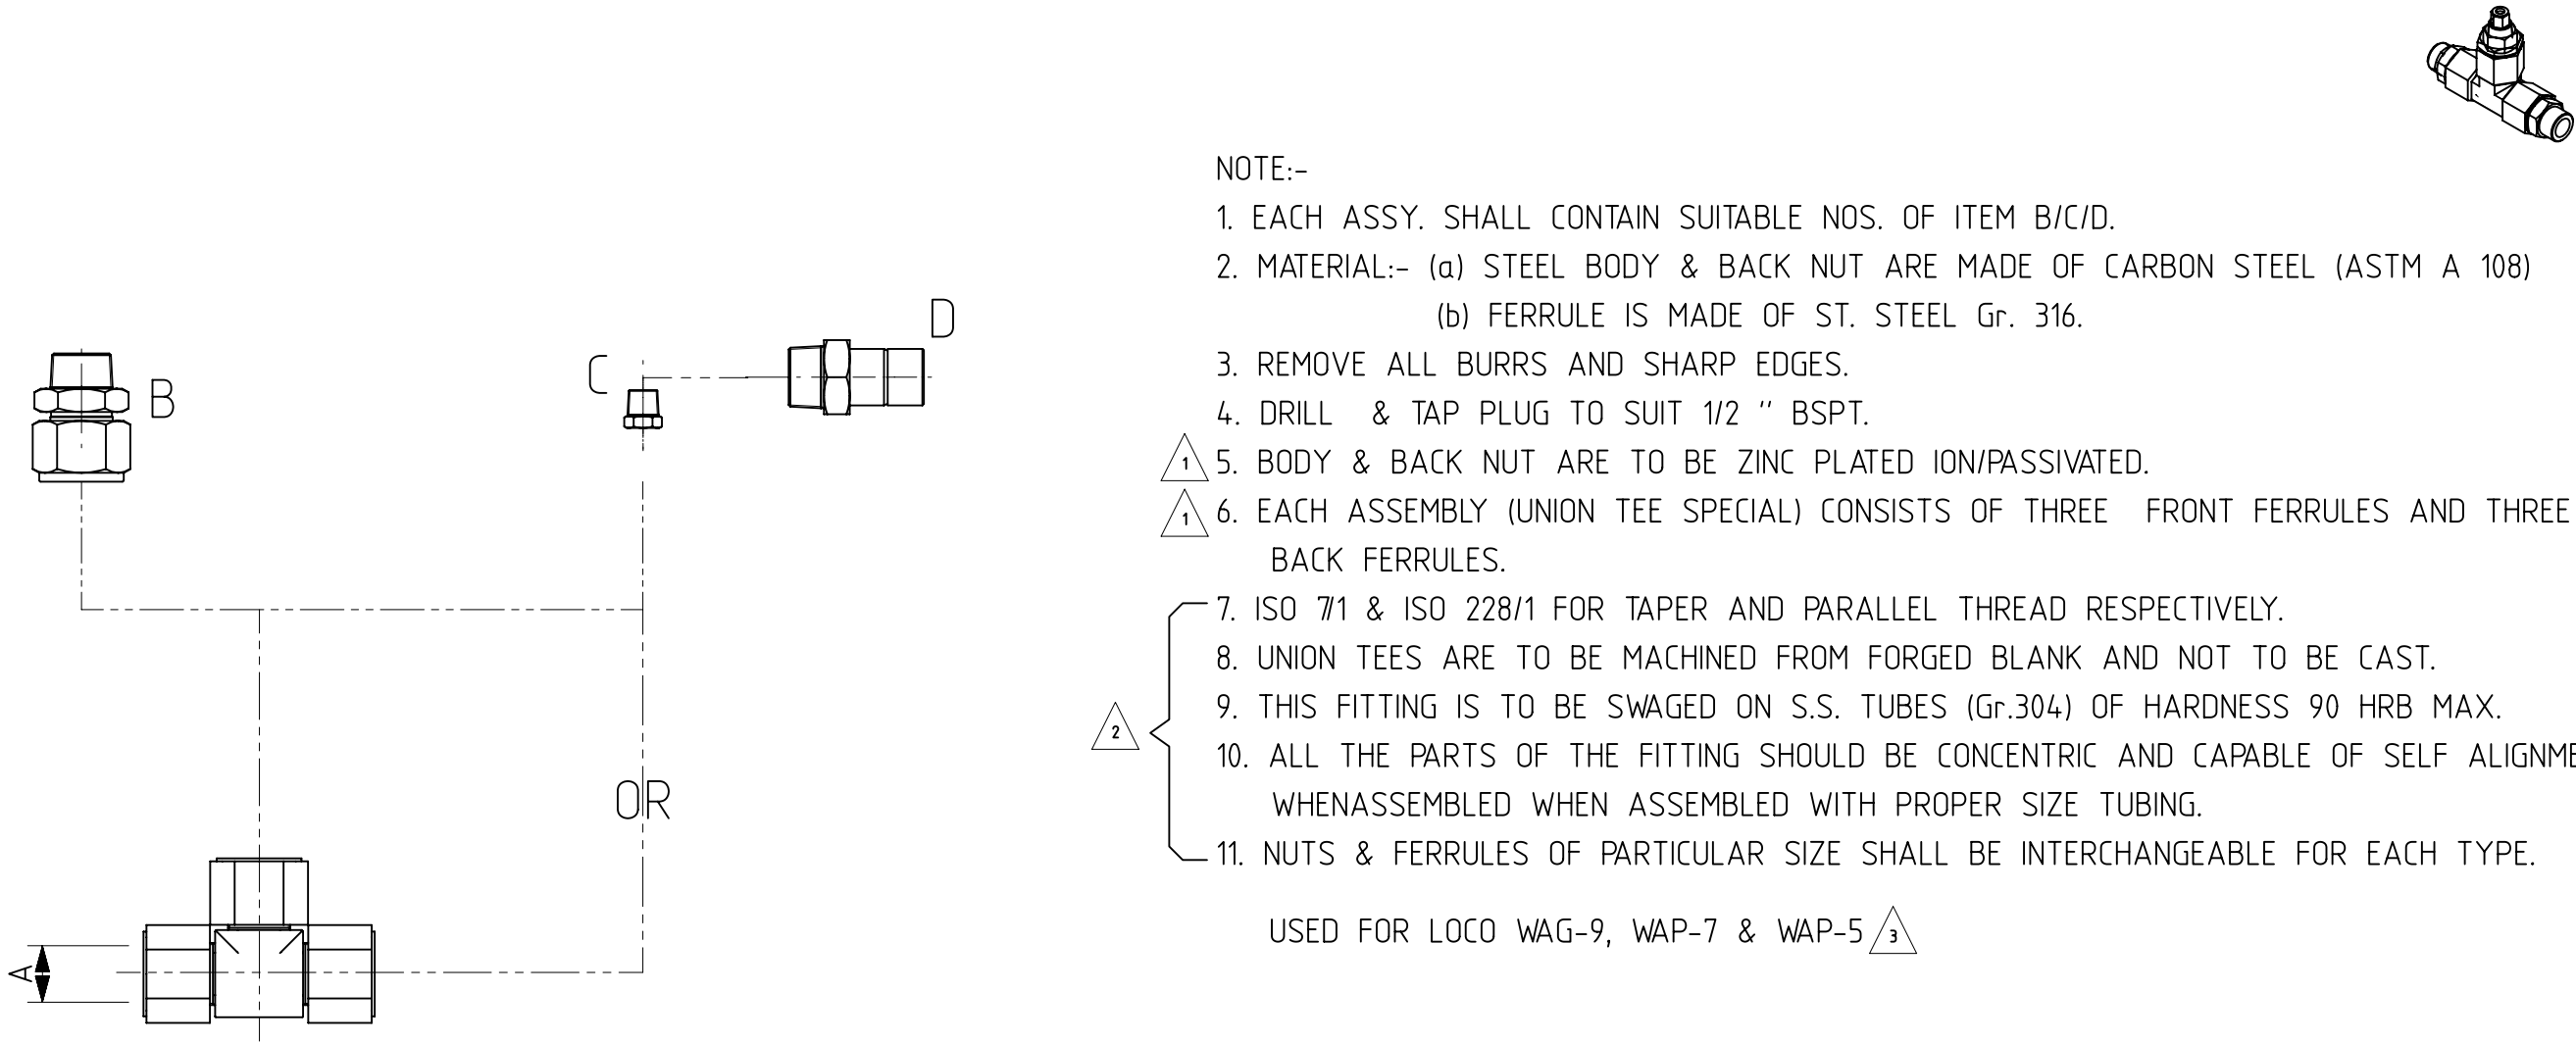 NOTE:-
1. EACH ASSY. SHALL CONTAIN SUITABLE NOS. OF ITEM B/C/D.
2. MATERIAL:- (a) STEEL BODY & BACK NUT ARE MADE OF CARBON STEEL (ASTM A 108)
(b) FERRULE IS MADE OF ST. STEEL Gr. 316.
3. REMOVE ALL BURRS AND SHARP EDGES.
4. DRILL & TAP PLUG TO SUIT 1/2 '' BSPT.
1 5. BODY & BACK NUT ARE TO BE ZINC PLATED ION/PASSIVATED.
1 6. EACH ASSEMBLY (UNION TEE SPECIAL) CONSISTS OF THREE FRONT FERRULES AND THREE
BACK FERRULES.
7. ISO 7/1 & ISO 228/1 FOR TAPER AND PARALLEL THREAD RESPECTIVELY.
8. UNION TEES ARE TO BE MACHINED FROM FORGED BLANK AND NOT TO BE CAST.
9. THIS FITTING IS TO BE SWAGED ON S.S. TUBES (Gr.304) OF HARDNESS 90 HRB MAX.
2
10. ALL THE PARTS OF THE FITTING SHOULD BE CONCENTRIC AND CAPABLE OF SELF ALIGNME
WHENASSEMBLED WHEN ASSEMBLED WITH PROPER SIZE TUBING.
11. NUTS & FERRULES OF PARTICULAR SIZE SHALL BE INTERCHANGEABLE FOR EACH TYPE.
USED FOR LOCO WAG-9, WAP-7 & WAP-5 3
D
C
B
OR
A